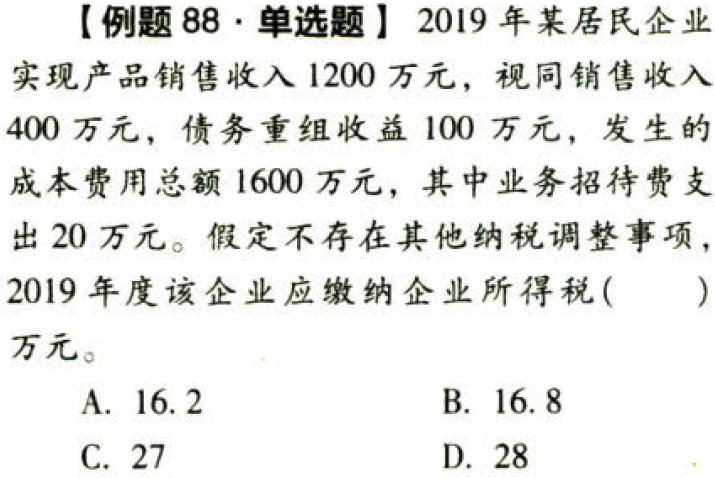 【例题 88·单选题】 2019 年某居民企业
实现产品销售收入 1200 万元，视同销售收入
400 万元，债务重组收益 100 万元，发生的
成本费用总额 1600 万元，其中业务招待费支
出 20 万元。假定不存在其他纳税调整事项，
2019 年度该企业应缴纳企业所得税(　　)
万元。
A. 16. 2　　B. 16. 8
C. 27　　D. 28